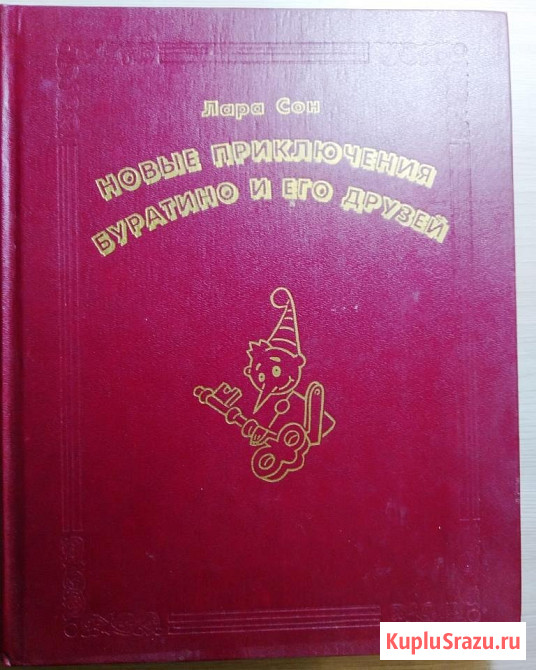 Лара Сон
НОВЫЕ ПРИКЛЮЧЕНИЯ
БУРАТИНО И ЕГО ДРУЗЕЙ
KupluSrazu.ru